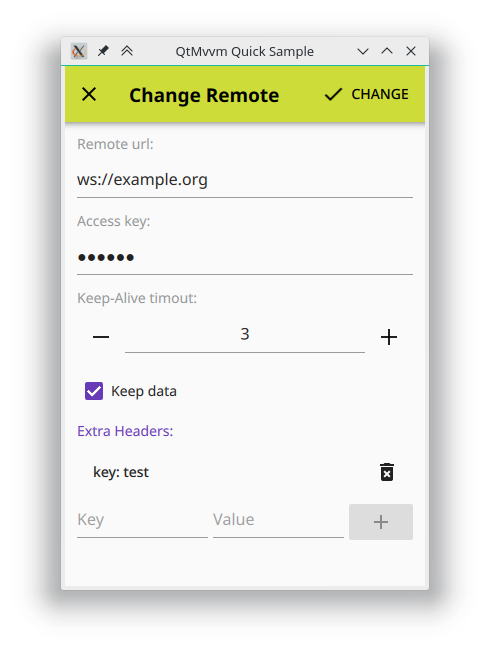 QtMvvm Quick Sample
Change Remote
CHANGE
Remote url:
ws://example.org
Access key:
••••••
Keep-Alive timout:
3
Keep data
Extra Headers:
key: test
Key Value